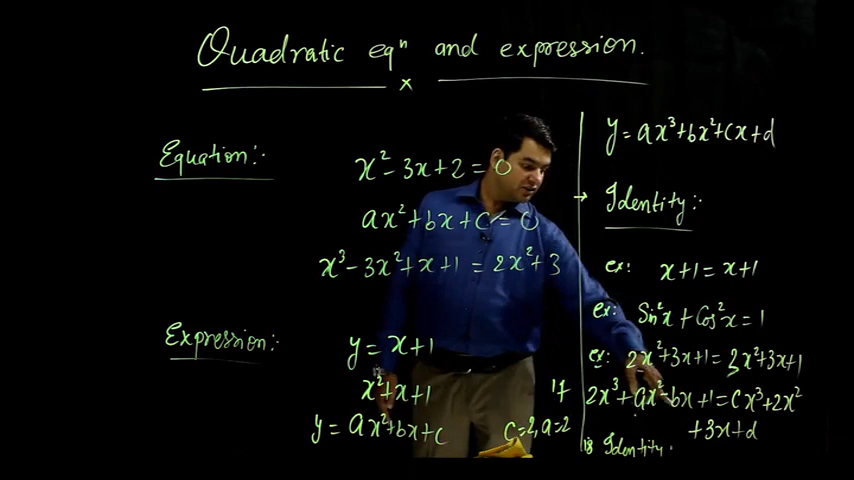 Quadratic eqⁿ and expression.
x
Equation:-
x² - 3x + 2 = 0
ax² + bx + c = 0
x³ - 3x² + x + 1 = 2x² + 3
Expression:-
y = x + 1
x² + x + 1
y = ax² + bx + c
y = ax³ + bx² + cx + d
→ Identity:-
ex: x + 1 = x + 1
ex: Sin²x + Cos²x = 1
ex: 2x² + 3x + 1 = 2x² + 3x + 1
If 2x³ + ax² - bx + 1 = cx³ + 2x²
+ 3x + d
is Identity.
c = 2, a = 2